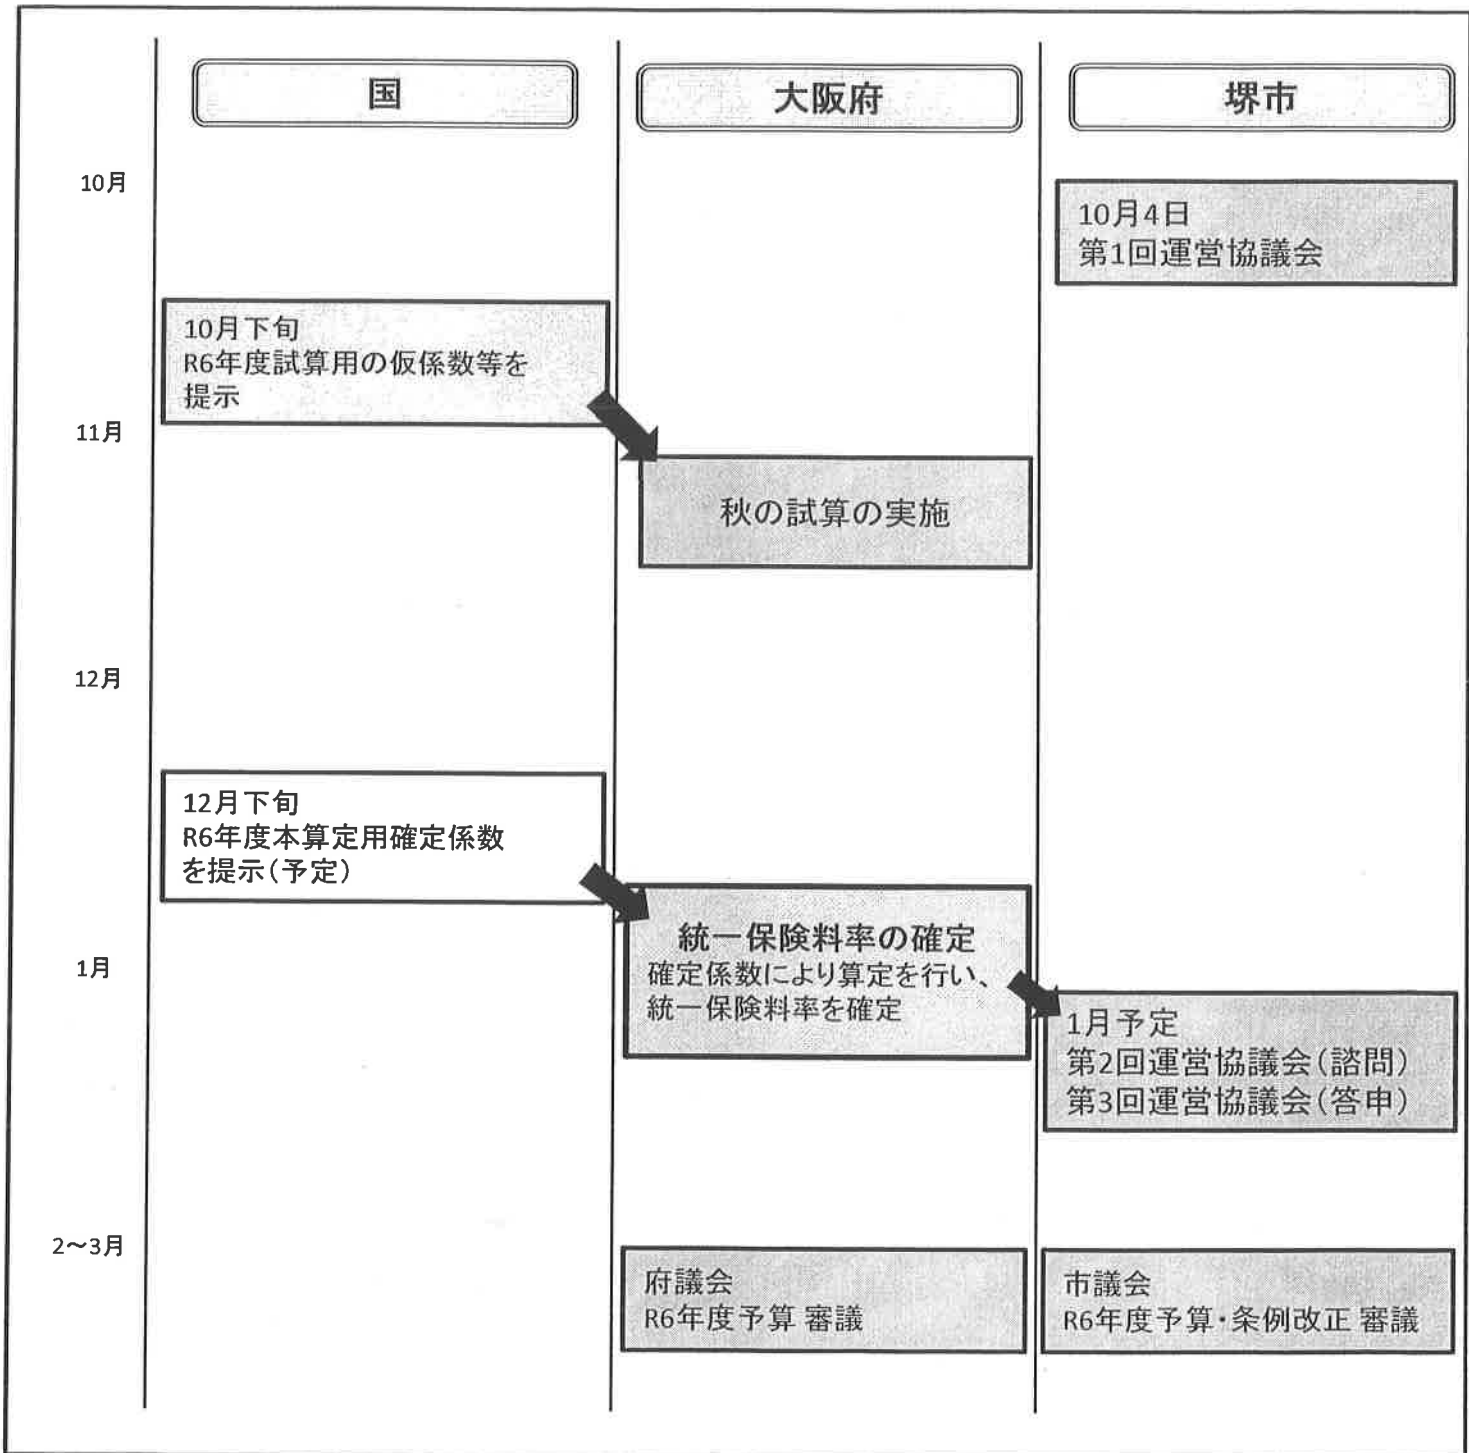 国
大阪府
堺市
10月
10月4日
第1回運営協議会
10月下旬
R6年度試算用の仮係数等を
提示
11月
秋の試算の実施
12月
12月下旬
R6年度本算定用確定係数
を提示(予定)
統一保険料率の確定
確定係数により算定を行い、
統一保険料率を確定
1月
1月予定
第2回運営協議会(諮問)
第3回運営協議会(答申)
2～3月
府議会
R6年度予算 審議
市議会
R6年度予算・条例改正 審議